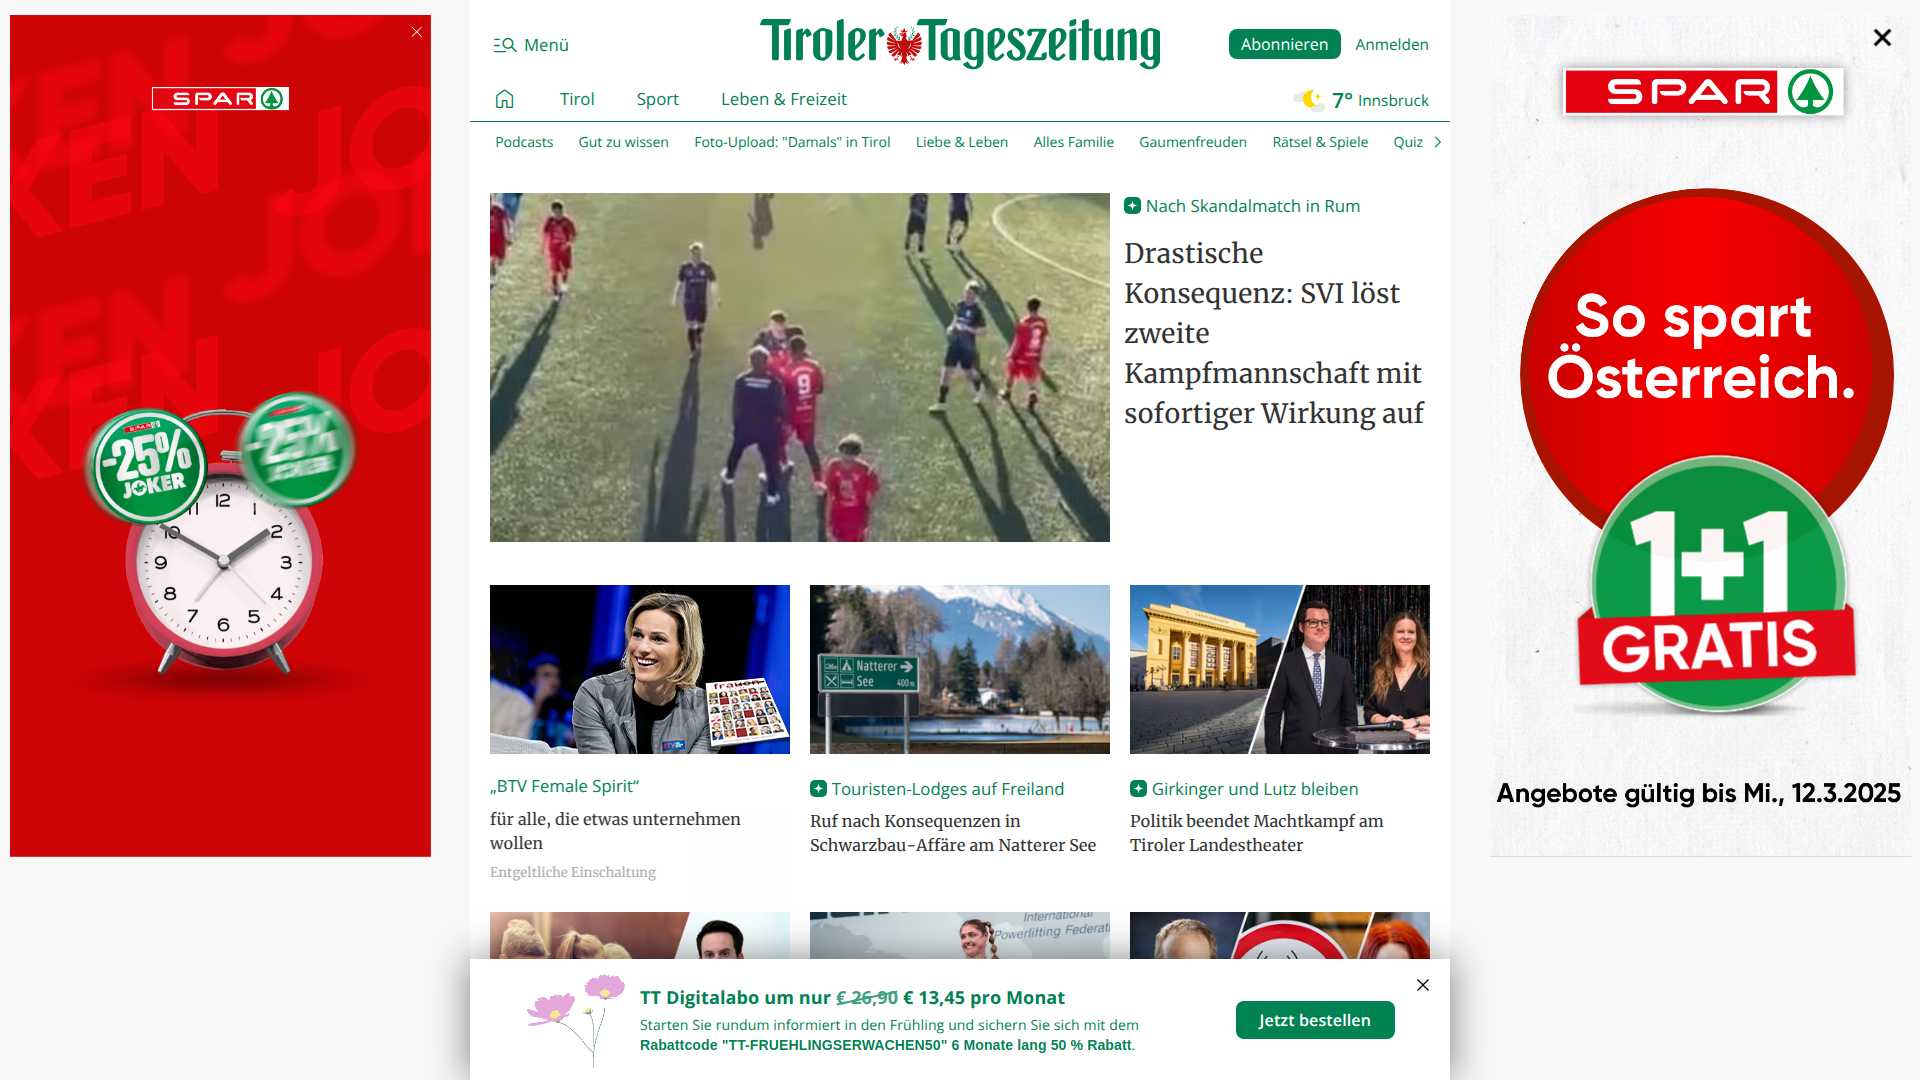 Menü
Tiroler Tageszeitung
Abonnieren
Anmelden
Tirol
Sport
Leben & Freizeit
7° Innsbruck
Podcasts
Gut zu wissen
Foto-Upload: "Damals" in Tirol
Liebe & Leben
Alles Familie
Gaumenfreuden
Rätsel & Spiele
Quiz
SPAR
JOKER
-25%
JOKER
-25%
JOKER
12
1
2
3
4
5
6
7
8
9
10
11
Nach Skandalmatch in Rum
Drastische
Konsequenz: SVI löst
zweite
Kampfmannschaft mit
sofortiger Wirkung auf
9
SPAR
So spart
Österreich.
1+1
GRATIS
Angebote gültig bis Mi., 12.3.2025
frauen
BTV
Natterer
See 400m
„BTV Female Spirit“
für alle, die etwas unternehmen
wollen
Entgeltliche Einschaltung
Touristen-Lodges auf Freiland
Ruf nach Konsequenzen in
Schwarzbau-Affäre am Natterer See
Girkinger und Lutz bleiben
Politik beendet Machtkampf am
Tiroler Landestheater
International
Powerlifting Federati
TT Digitalabo um nur € 26,90 € 13,45 pro Monat
Starten Sie rundum informiert in den Frühling und sichern Sie sich mit dem
Rabattcode "TT-FRUEHLINGSERWACHEN50" 6 Monate lang 50 % Rabatt.
Jetzt bestellen